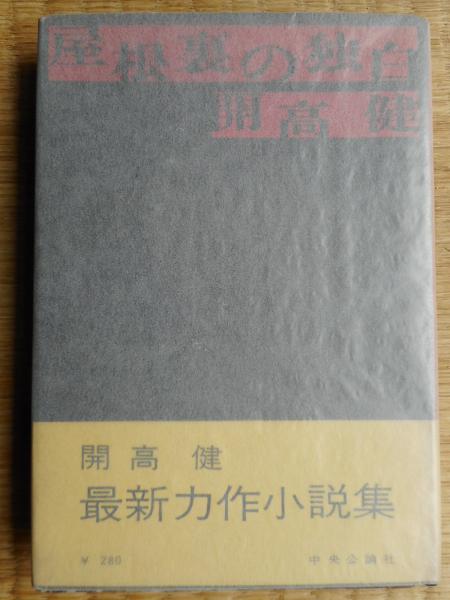 屋根裏の独白
開高健
開高 健
最新力作小説集
¥ 280
中央公論社